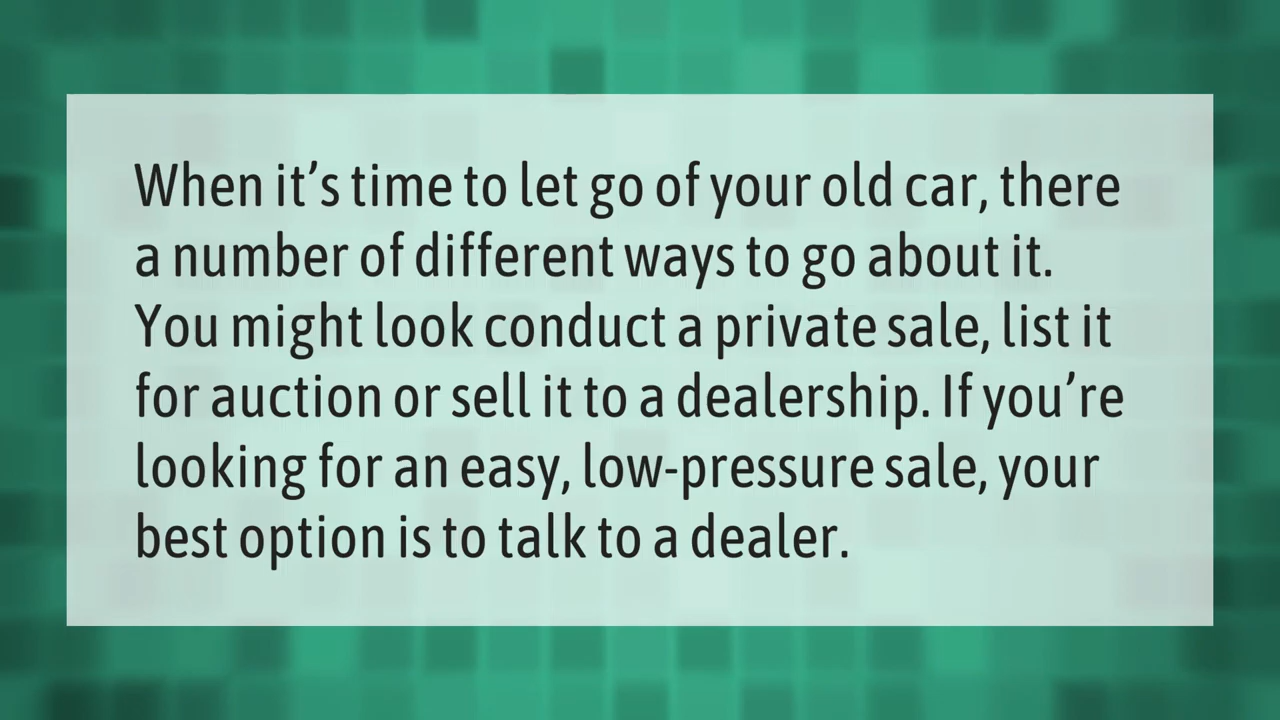 When it’s time to let go of your old car, there
a number of different ways to go about it.
You might look conduct a private sale, list it
for auction or sell it to a dealership. If you’re
looking for an easy, low-pressure sale, your
best option is to talk to a dealer.